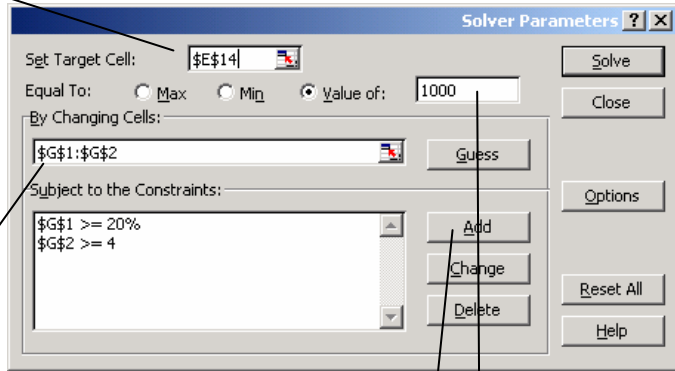 Solver Parameters
Set Target Cell: $E$14 Solve
Equal To: Max Min Value of: 1000 Close
By Changing Cells:
$G$1:$G$2 Guess
Subject to the Constraints: Options
$G$1 >= 20% Add
$G$2 >= 4
Change
Reset All
Delete
Help